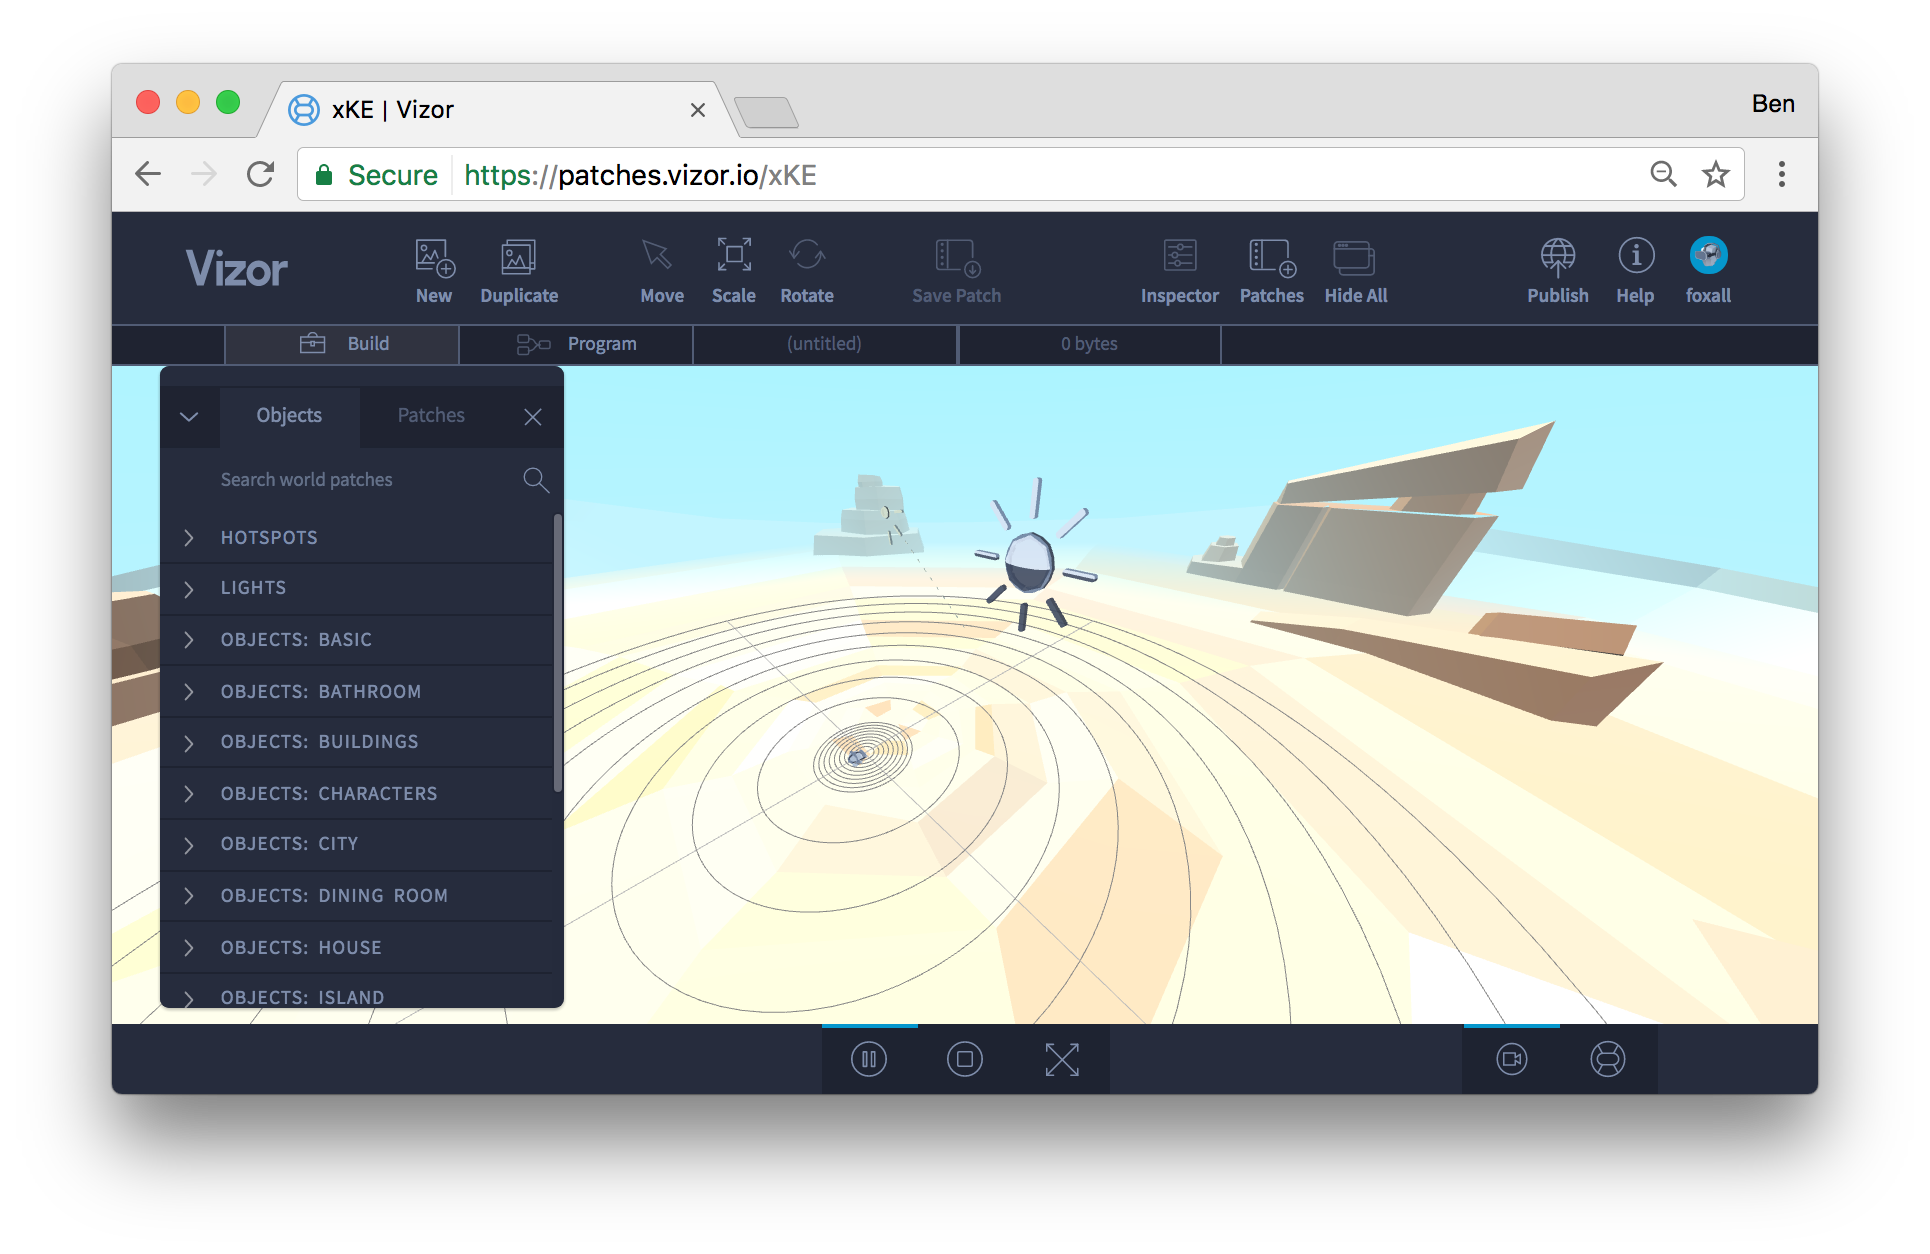 xKE | Vizor
Ben
Secure https://patches.vizor.io/xKE
Vizor
New Duplicate Move Scale Rotate Save Patch Inspector Patches Hide All Publish Help foxall
Build Program (untitled) 0 bytes
Objects Patches
Search world patches
HOTSPOTS
LIGHTS
OBJECTS: BASIC
OBJECTS: BATHROOM
OBJECTS: BUILDINGS
OBJECTS: CHARACTERS
OBJECTS: CITY
OBJECTS: DINING ROOM
OBJECTS: HOUSE
OBJECTS: ISLAND